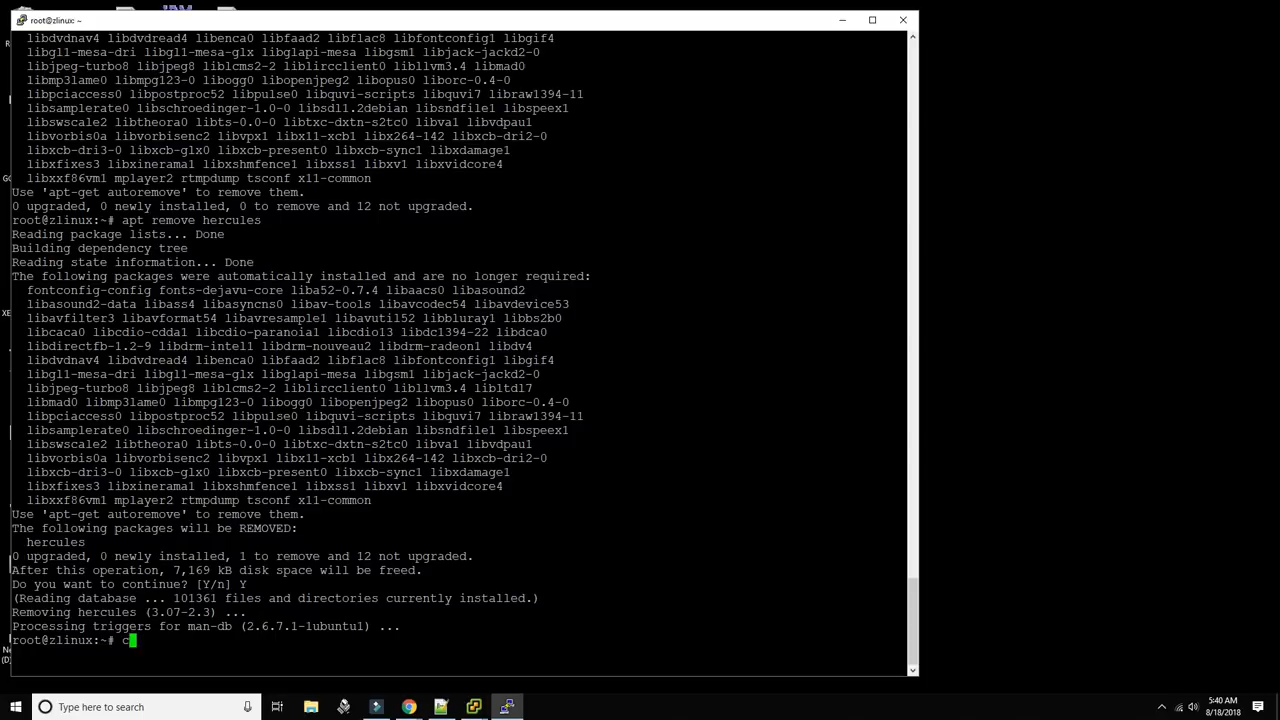 root@zlinux: ~
libdvdnav4 libdvdread4 libenca0 libfaad2 libflac8 libfontconfig1 libgif4
libgl1-mesa-dri libgl1-mesa-glx libglapi-mesa libgsm1 libjack-jackd2-0
libjpeg-turbo8 libjpeg8 liblcms2-2 liblircclient0 libllvm3.4 libmad0
libmp3lame0 libmpg123-0 libogg0 libopenjpeg2 libopus0 liborc-0.4-0
libpciaccess0 libpostproc52 libpulse0 libquvi-scripts libquvi7 libraw1394-11
libsamplerate0 libschroedinger-1.0-0 libsdl1.2debian libsndfile1 libspeex1
libswscale2 libtheora0 libts-0.0-0 libtxc-dxtn-s2tc0 libva1 libvdpau1
libvorbis0a libvorbisenc2 libvpx1 libx11-xcb1 libx264-142 libxcb-dri2-0
libxcb-dri3-0 libxcb-glx0 libxcb-present0 libxcb-sync1 libxdamage1
libxfixes3 libxinerama1 libxshmfence1 libxss1 libxv1 libxvidcore4
libxxf86vm1 mplayer2 rtmpdump tsconf x11-common
Use 'apt-get autoremove' to remove them.
0 upgraded, 0 newly installed, 0 to remove and 12 not upgraded.
root@zlinux:~# apt remove hercules
Reading package lists... Done
Building dependency tree
Reading state information... Done
The following packages were automatically installed and are no longer required:
fontconfig-config fonts-dejavu-core liba52-0.7.4 libaacs0 libasound2
libasound2-data libass4 libasyncns0 libav-tools libavcodec54 libavdevice53
libavfilter3 libavformat54 libavresample1 libavutil52 libbluray1 libbs2b0
libcaca0 libcdio-cdda1 libcdio-paranoia1 libcdio13 libdc1394-22 libdca0
libdirectfb-1.2-9 libdrm-intel1 libdrm-nouveau2 libdrm-radeon1 libdv4
libdvdnav4 libdvdread4 libenca0 libfaad2 libflac8 libfontconfig1 libgif4
libgl1-mesa-dri libgl1-mesa-glx libglapi-mesa libgsm1 libjack-jackd2-0
libjpeg-turbo8 libjpeg8 liblcms2-2 liblircclient0 libllvm3.4 libltdl7
libmad0 libmp3lame0 libmpg123-0 libogg0 libopenjpeg2 libopus0 liborc-0.4-0
libpciaccess0 libpostproc52 libpulse0 libquvi-scripts libquvi7 libraw1394-11
libsamplerate0 libschroedinger-1.0-0 libsdl1.2debian libsndfile1 libspeex1
libswscale2 libtheora0 libts-0.0-0 libtxc-dxtn-s2tc0 libva1 libvdpau1
libvorbis0a libvorbisenc2 libvpx1 libx11-xcb1 libx264-142 libxcb-dri2-0
libxcb-dri3-0 libxcb-glx0 libxcb-present0 libxcb-sync1 libxdamage1
libxfixes3 libxinerama1 libxshmfence1 libxss1 libxv1 libxvidcore4
libxxf86vm1 mplayer2 rtmpdump tsconf x11-common
Use 'apt-get autoremove' to remove them.
The following packages will be REMOVED:
hercules
0 upgraded, 0 newly installed, 1 to remove and 12 not upgraded.
After this operation, 7,169 kB disk space will be freed.
Do you want to continue? [Y/n] Y
(Reading database ... 101361 files and directories currently installed.)
Removing hercules (3.07-2.3) ...
Processing triggers for man-db (2.6.7.1-1ubuntu1) ...
root@zlinux:~# c
Type here to search
5:40 AM
8/18/2018